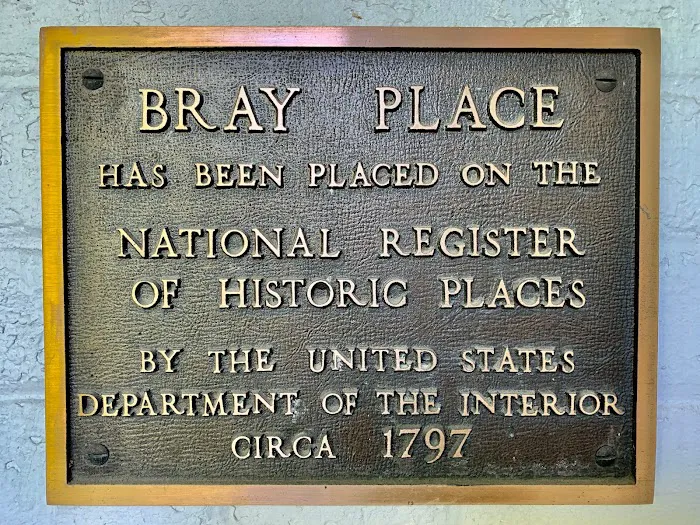 BRAY PLACE
HAS BEEN PLACED ON THE
NATIONAL REGISTER
OF HISTORIC PLACES
BY THE UNITED STATES
DEPARTMENT OF THE INTERIOR
CIRCA 1797